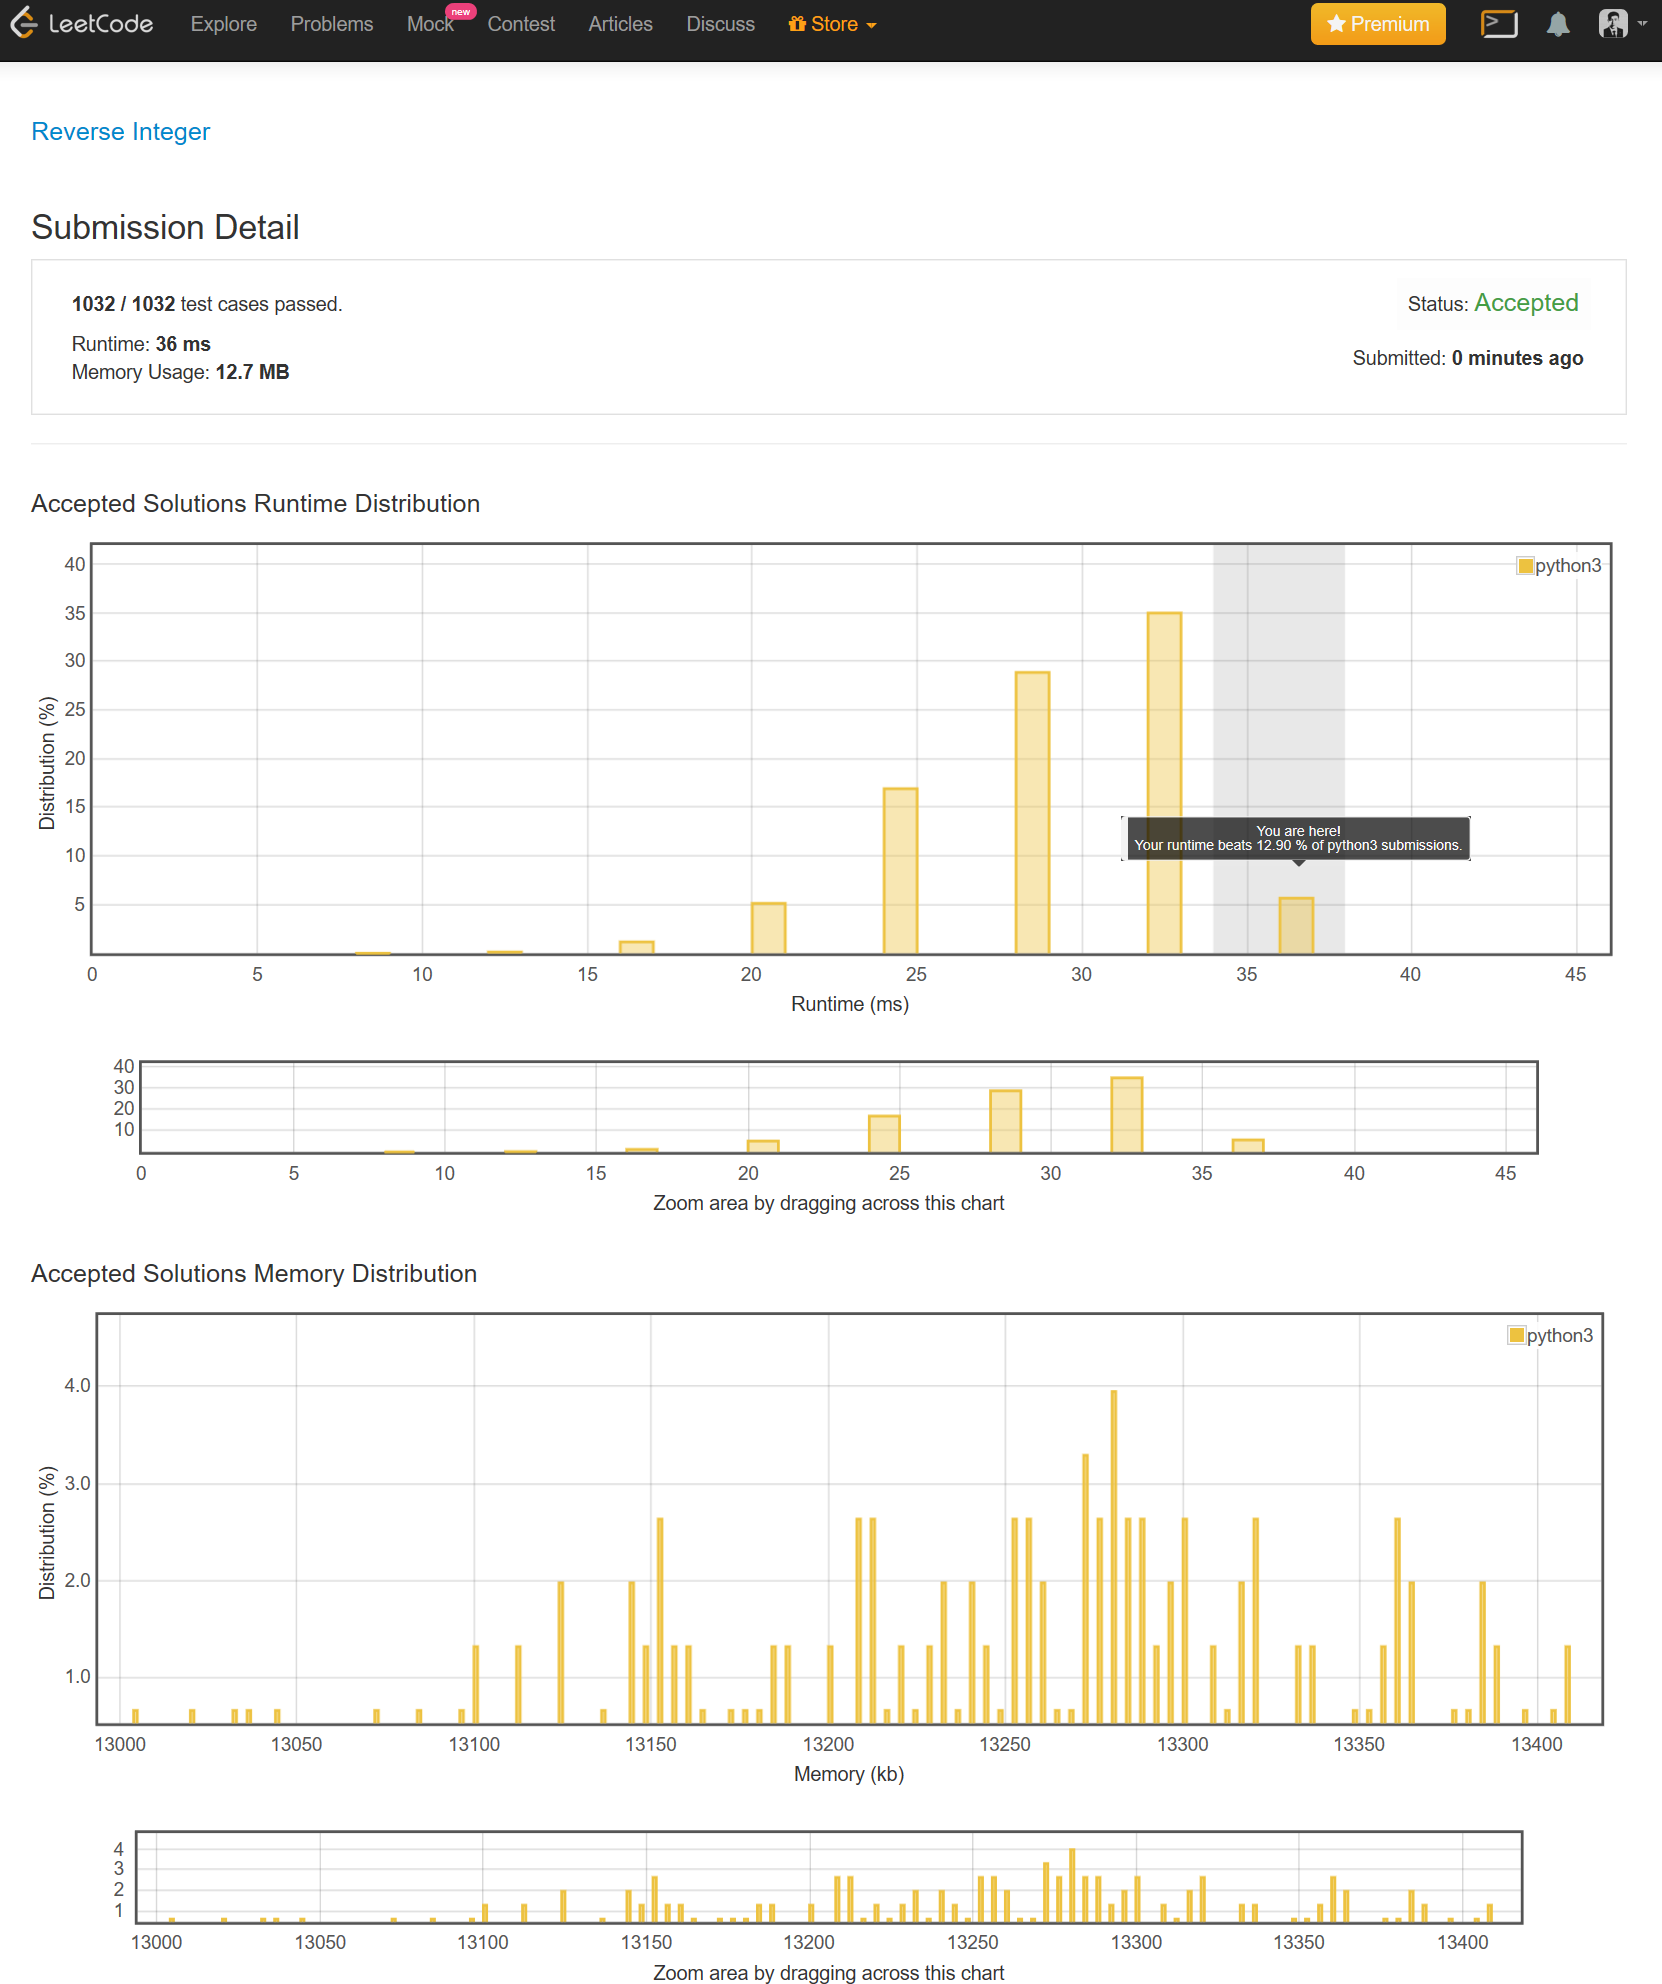 LeetCode Explore Problems Mock new Contest Articles Discuss Store Premium
Reverse Integer
Submission Detail
1032 / 1032 test cases passed.
Status: Accepted
Runtime: 36 ms
Submitted: 0 minutes ago
Memory Usage: 12.7 MB
Accepted Solutions Runtime Distribution
python3
40
35
30
25
20
15
10
5
Distribution (%)
You are here!
Your runtime beats 12.90 % of python3 submissions.
0 5 10 15 20 25 30 35 40 45
Runtime (ms)
40
30
20
10
0 5 10 15 20 25 30 35 40 45
Zoom area by dragging across this chart
Accepted Solutions Memory Distribution
python3
4.0
3.0
2.0
1.0
Distribution (%)
13000 13050 13100 13150 13200 13250 13300 13350 13400
Memory (kb)
4
3
2
1
13000 13050 13100 13150 13200 13250 13300 13350 13400
Zoom area by dragging across this chart